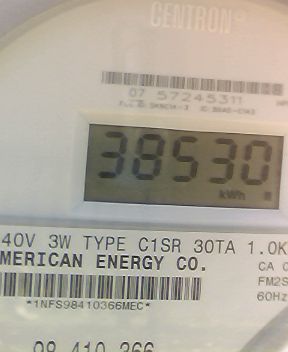 CENTRON
07 57245311
38530
kWh
40V 3W TYPE C1SR 30TA 1.0K
MERICAN ENERGY CO.
CA 0
FM2S
*1NFS98410366MEC*
60Hz
98 410 366